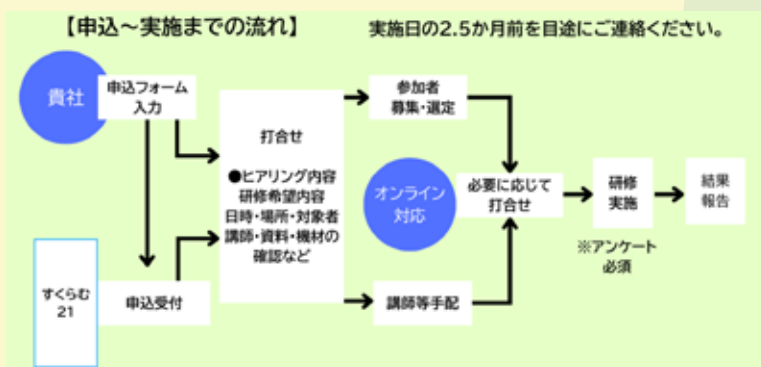 【申込～実施までの流れ】
実施日の2.5か月前を目途にご連絡ください。
貴社
申込フォーム
入力
打合せ
●ヒアリング内容
研修希望内容
日時・場所・対象者
講師・資料・機材の
確認など
参加者
募集・選定
オンライン
対応
必要に応じて
打合せ
研修
実施
結果
報告
※アンケート
必須
すくらむ
21
申込受付
講師等手配